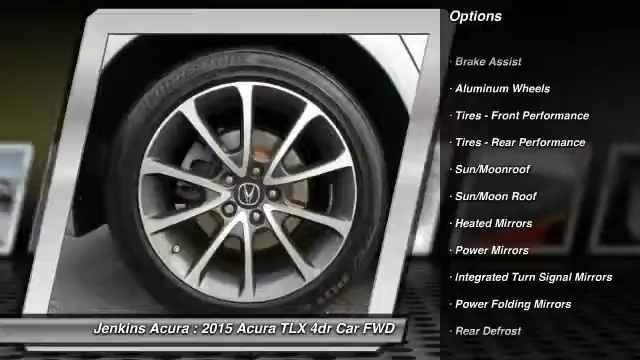 Options
· Brake Assist
· Aluminum Wheels
· Tires - Front Performance
· Tires - Rear Performance
· Sun/Moonroof
· Sun/Moon Roof
· Heated Mirrors
· Power Mirrors
· Integrated Turn Signal Mirrors
· Power Folding Mirrors
· Rear Defrost
Jenkins Acura : 2015 Acura TLX 4dr Car FWD